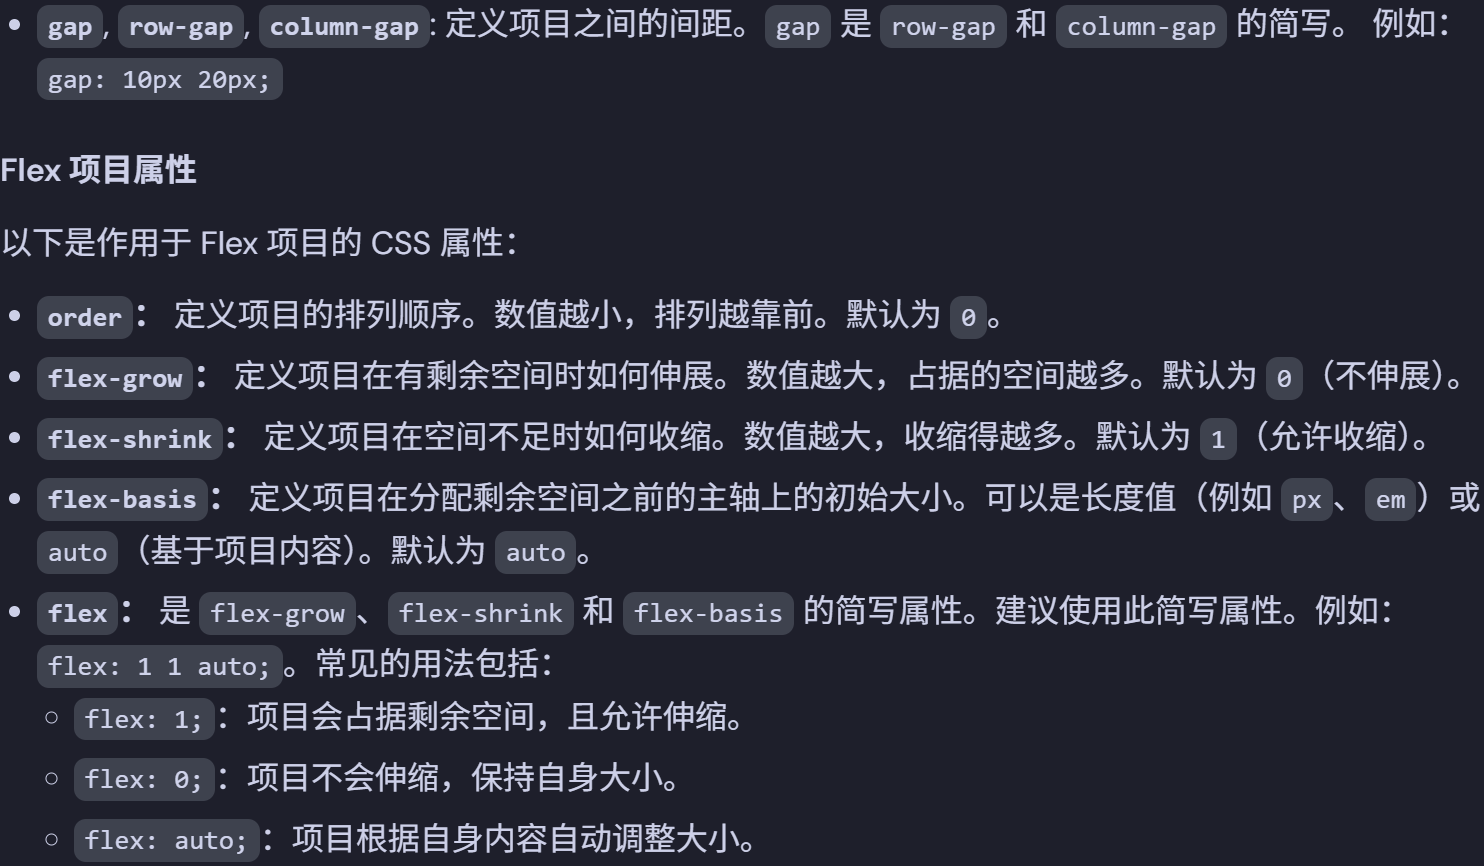 • gap, row-gap, column-gap: 定义项目之间的间距。 gap 是 row-gap 和 column-gap 的简写。 例如：
gap: 10px 20px;
Flex 项目属性
以下是作用于 Flex 项目的 CSS 属性：
• order： 定义项目的排列顺序。数值越小，排列越靠前。默认为 0。
• flex-grow： 定义项目在有剩余空间时如何伸展。数值越大，占据的空间越多。默认为 0（不伸展）。
• flex-shrink： 定义项目在空间不足时如何收缩。数值越大，收缩得越多。默认为 1（允许收缩）。
• flex-basis： 定义项目在分配剩余空间之前的主轴上的初始大小。可以是长度值（例如 px、em）或
auto（基于项目内容）。默认为 auto。
• flex： 是 flex-grow、flex-shrink 和 flex-basis 的简写属性。建议使用此简写属性。例如：
flex: 1 1 auto;。常见的用法包括：
○ flex: 1;：项目会占据剩余空间，且允许伸缩。
○ flex: 0;：项目不会伸缩，保持自身大小。
○ flex: auto;：项目根据自身内容自动调整大小。